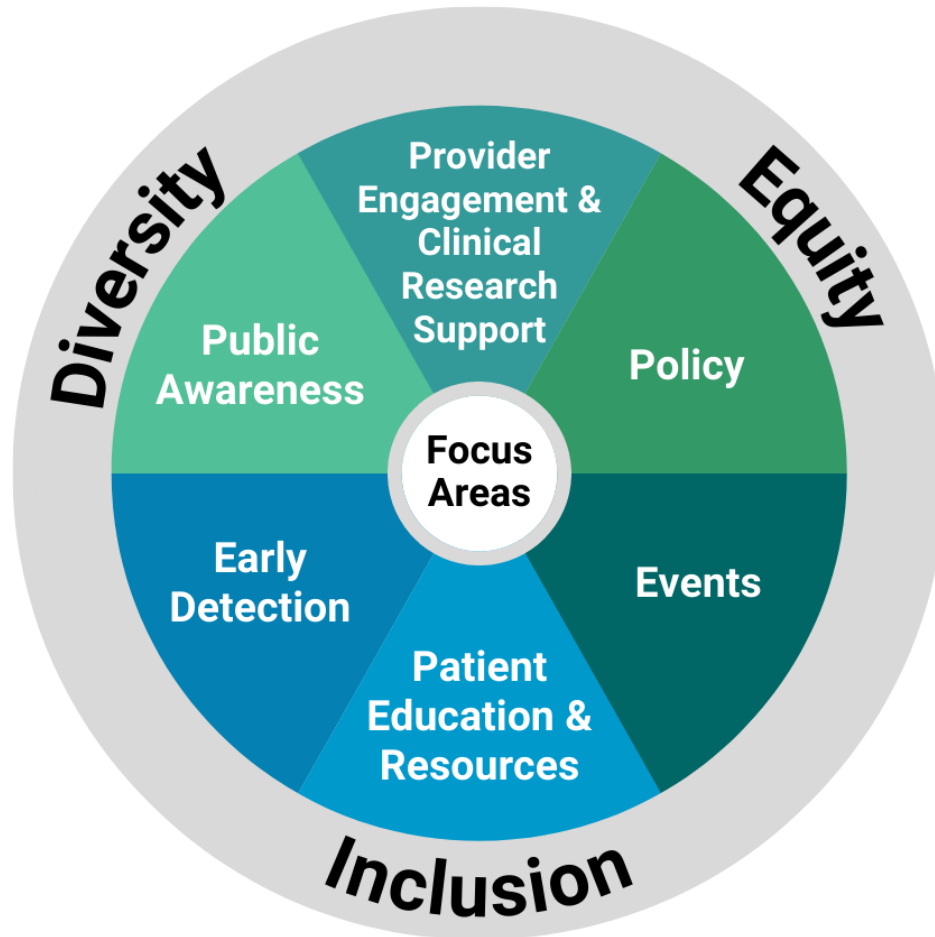 Diversity
Equity
Inclusion
Provider
Engagement &
Clinical
Research
Support
Policy
Events
Patient
Education &
Resources
Early
Detection
Public
Awareness
Focus
Areas